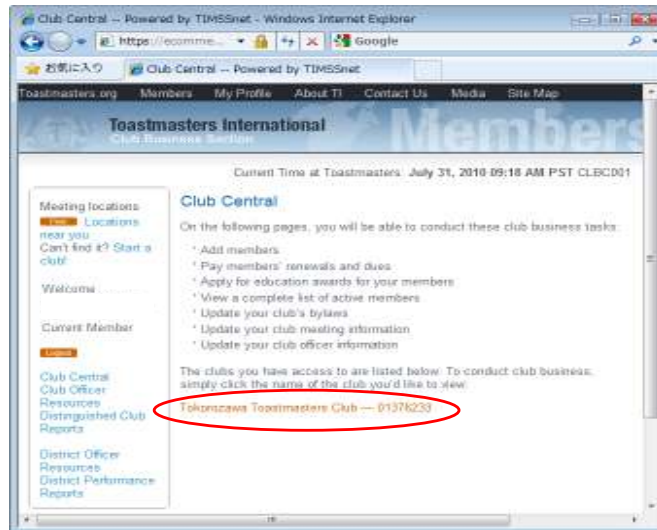 Club Central -- Powered by TIMSSnet - Windows Internet Explorer
https://ecomme...
Google
お気に入り
Club Central -- Powered by TIMSSnet
Toastmasters.org Members My Profile About TI Contact Us Media Site Map
Toastmasters International
Members
Club Business Section
Current Time at Toastmasters: July 31, 2010 09:18 AM PST CLBC001
Meeting locations
Find Locations
near you
Can't find it? Start a
club!
Welcome
Current Member
Logout
Club Central
Club Officer
Resources
Distinguished Club
Reports
District Officer
Resources
District Performance
Reports
Club Central
On the following pages, you will be able to conduct these club business tasks:
Add members
Pay members' renewals and dues
Apply for education awards for your members
View a complete list of active members
Update your club's bylaws
Update your club meeting information
Update your club officer information
The clubs you have access to are listed below. To conduct club business,
simply click the name of the club you'd like to view:
Tokorozawa Toastmasters Club --- 01378233